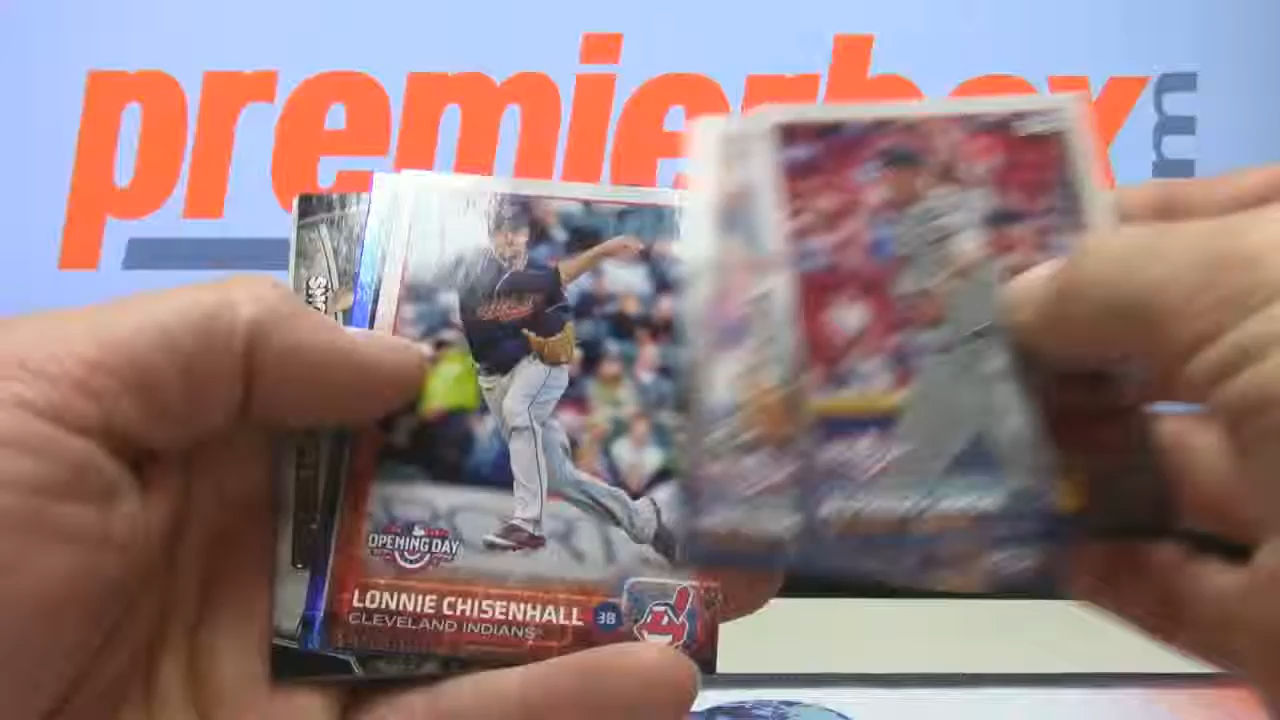 premierbox
m
OPENING DAY
LONNIE CHISENHALL 3B
CLEVELAND INDIANS